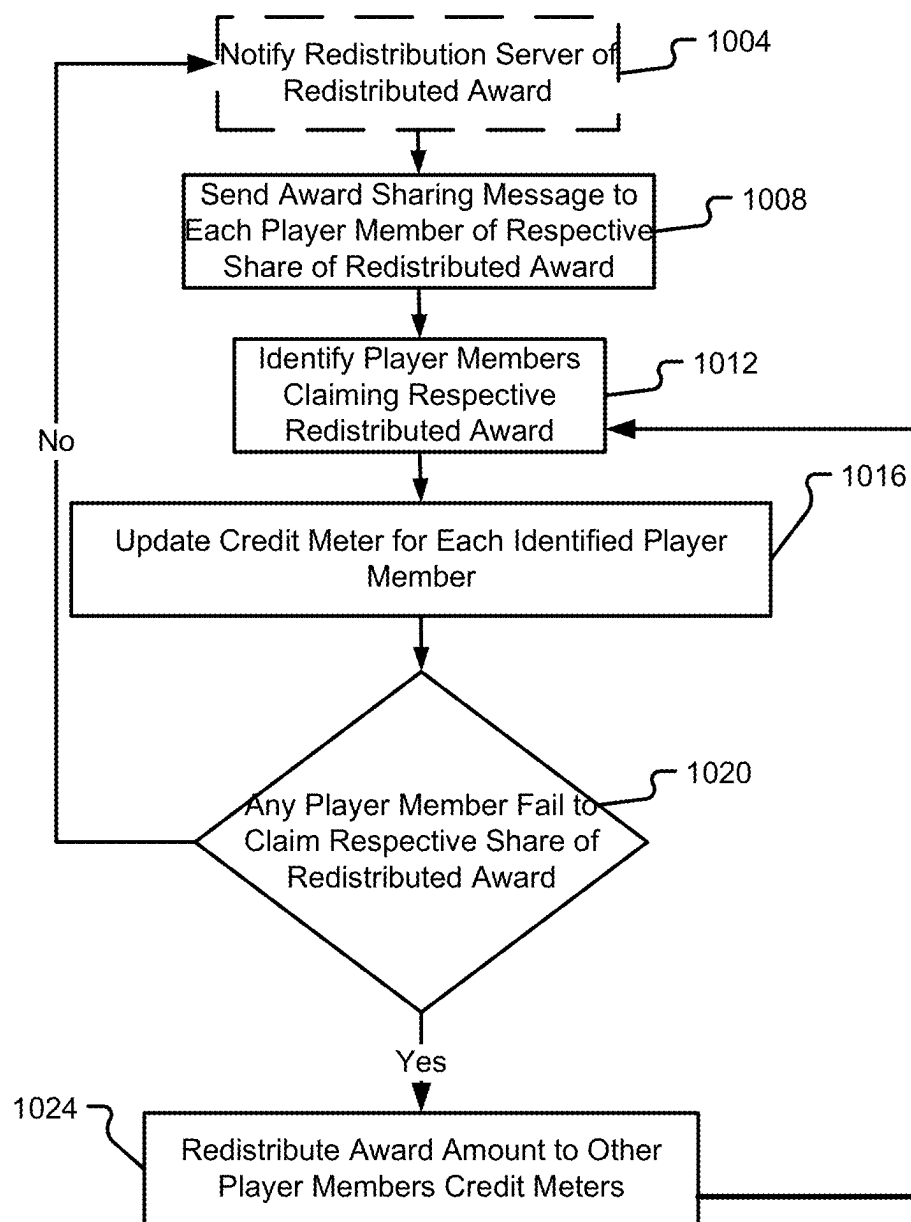 Notify Redistribution Server of
Redistributed Award
1004
Send Award Sharing Message to
Each Player Member of Respective
Share of Redistributed Award
1008
Identify Player Members
Claiming Respective
Redistributed Award
1012
No
1016
Update Credit Meter for Each Identified Player
Member
1020
Any Player Member Fail to
Claim Respective Share of
Redistributed Award
Yes
1024
Redistribute Award Amount to Other
Player Members Credit Meters